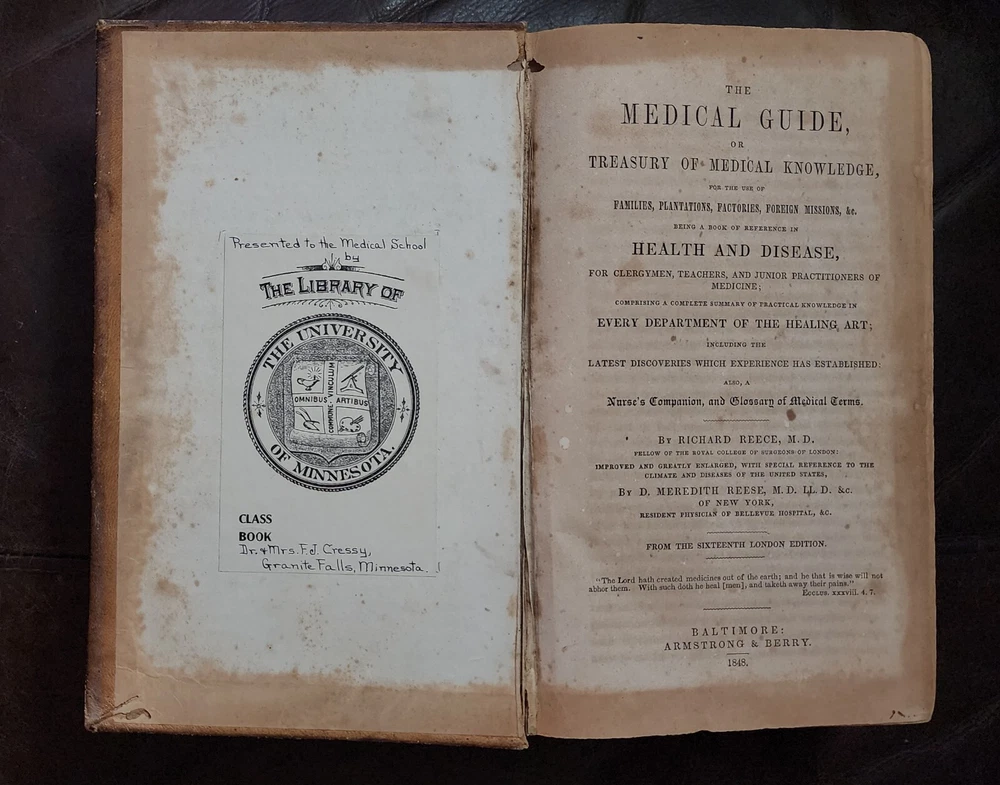 Presented to the Medical School
by
THE LIBRARY OF
THE UNIVERSITY
OMNIBUS ARTIBUS
COMMUNE VINCULUM
OF MINNESOTA.
CLASS
BOOK
Dr. & Mrs. F. J. Cressy,
Granite Falls, Minnesota.
THE
MEDICAL GUIDE,
OR
TREASURY OF MEDICAL KNOWLEDGE,
FOR THE USE OF
FAMILIES, PLANTATIONS, FACTORIES, FOREIGN MISSIONS, &c.
BEING A BOOK OF REFERENCE IN
HEALTH AND DISEASE,
FOR CLERGYMEN, TEACHERS, AND JUNIOR PRACTITIONERS OF
MEDICINE;
COMPRISING A COMPLETE SUMMARY OF PRACTICAL KNOWLEDGE IN
EVERY DEPARTMENT OF THE HEALING ART;
INCLUDING THE
LATEST DISCOVERIES WHICH EXPERIENCE HAS ESTABLISHED:
ALSO, A
Nurse's Companion, and Glossary of Medical Terms.
BY RICHARD REECE, M.D.
FELLOW OF THE ROYAL COLLEGE OF SURGEONS OF LONDON:
IMPROVED AND GREATLY ENLARGED, WITH SPECIAL REFERENCE TO THE
CLIMATE AND DISEASES OF THE UNITED STATES,
BY D. MEREDITH REESE, M.D. LL.D. &c.
OF NEW YORK,
RESIDENT PHYSICIAN OF BELLEVUE HOSPITAL, &C.
FROM THE SIXTEENTH LONDON EDITION.
"The Lord hath created medicines out of the earth; and he that is wise will not
abhor them. With such doth he heal [men], and taketh away their pains."
ECCLUS. xxxviii. 4. 7.
BALTIMORE:
ARMSTRONG & BERRY.
1848.